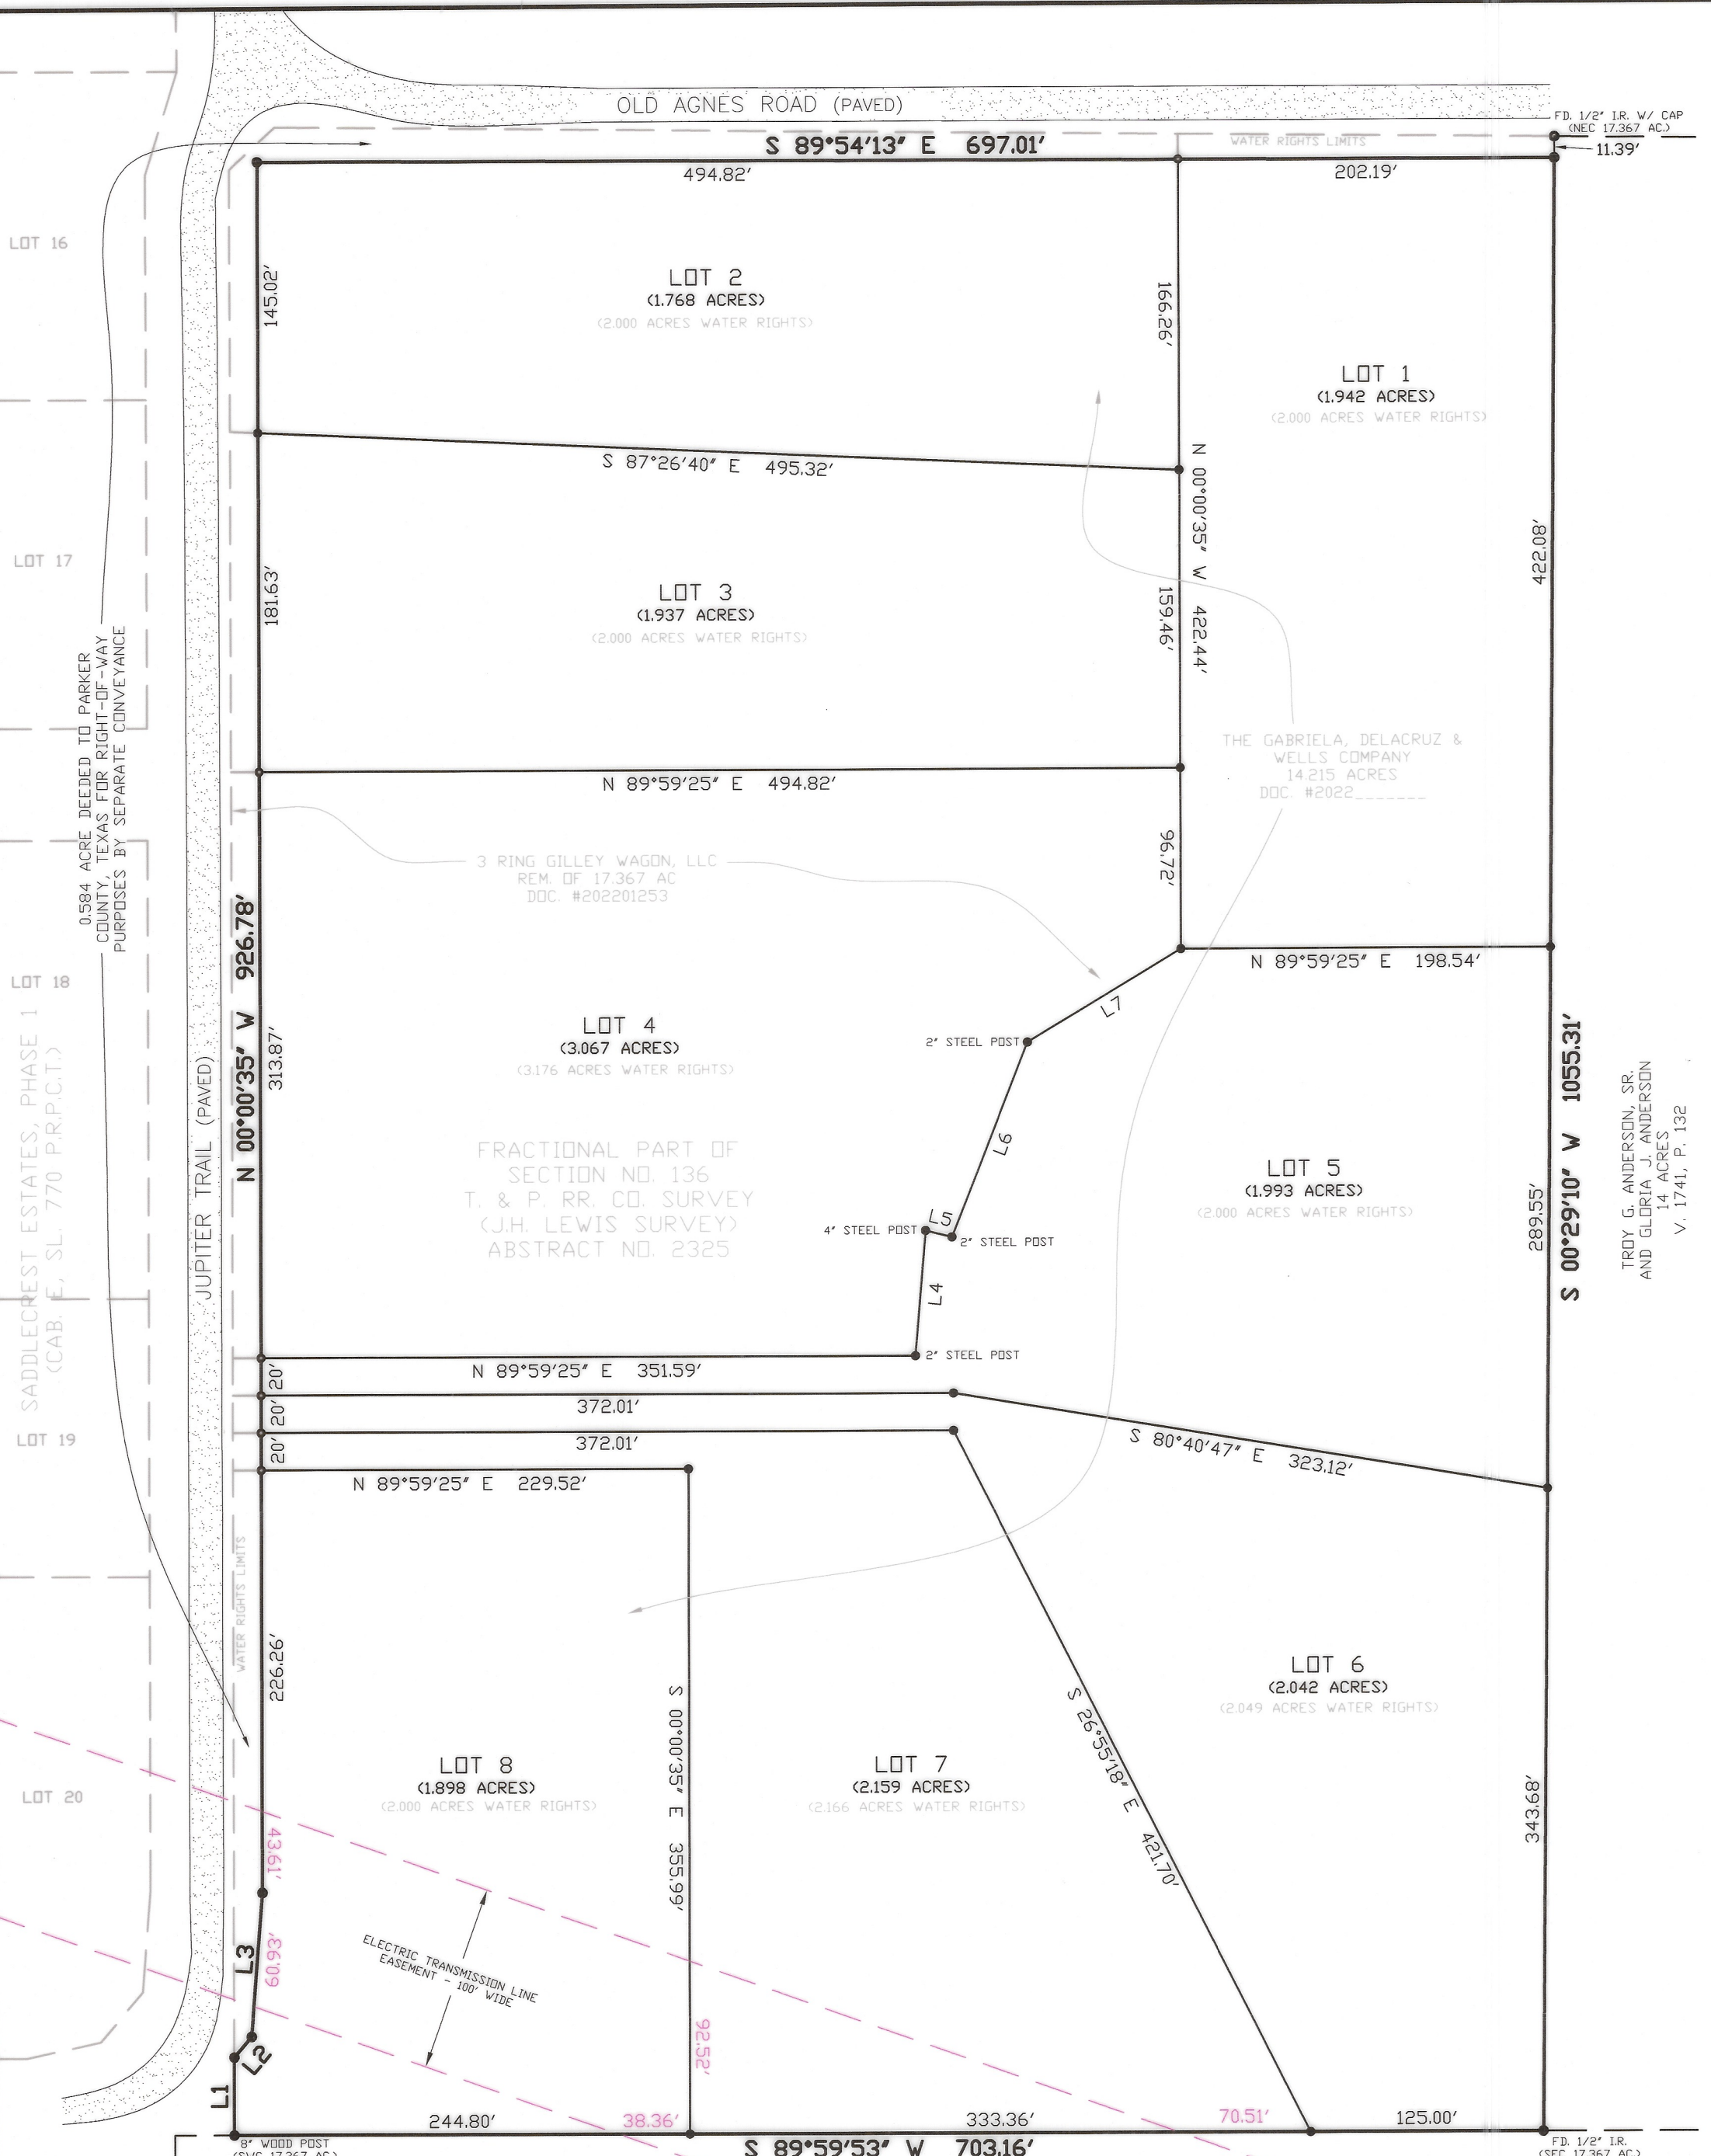 OLD AGNES ROAD (PAVED)
FD. 1/2" I.R. W/ CAP
(NEC 17.367 AC.)
11.39'
S 89°54'13" E 697.01'
WATER RIGHTS LIMITS
494.82'
202.19'
LOT 16
145.02'
LOT 2
(1.768 ACRES)
(2.000 ACRES WATER RIGHTS)
166.26'
LOT 1
(1.942 ACRES)
(2.000 ACRES WATER RIGHTS)
S 87°26'40" E 495.32'
N 00°00'35" W 422.44'
422.08'
LOT 17
181.63'
LOT 3
(1.937 ACRES)
(2.000 ACRES WATER RIGHTS)
159.46'
0.584 ACRE DEEDED TO PARKER
COUNTY, TEXAS FOR RIGHT-OF-WAY
PURPOSES BY SEPARATE CONVEYANCE
THE GABRIELA, DELACRUZ &
WELLS COMPANY
14.215 ACRES
DOC. #2022_______
N 89°59'25" E 494.82'
96.72'
3 RING GILLEY WAGON, LLC
REM. OF 17.367 AC
DOC. #202201253
N 00°00'35" W 926.78'
N 89°59'25" E 198.54'
LOT 18
SADDLECREST ESTATES, PHASE 1
(CAB. E, SL. 770 P.R.P.C.T.)
JUPITER TRAIL (PAVED)
313.87'
LOT 4
(3.067 ACRES)
(3.176 ACRES WATER RIGHTS)
L7
2" STEEL POST
L6
FRACTIONAL PART OF
SECTION NO. 136
T. & P. RR. CO. SURVEY
(J.H. LEWIS SURVEY)
ABSTRACT NO. 2325
4" STEEL POST
L5
2" STEEL POST
L4
LOT 5
(1.993 ACRES)
(2.000 ACRES WATER RIGHTS)
289.55'
S 00°29'10" W 1055.31'
TROY G. ANDERSON, SR.
AND GLORIA J. ANDERSON
14 ACRES
V. 1741, P. 132
2" STEEL POST
N 89°59'25" E 351.59'
20'
372.01'
20'
372.01'
20'
N 89°59'25" E 229.52'
S 80°40'47" E 323.12'
LOT 19
WATER RIGHTS LIMITS
226.26'
S 00°00'35" E 355.99'
S 26°55'18" E 421.70'
LOT 6
(2.042 ACRES)
(2.049 ACRES WATER RIGHTS)
343.68'
LOT 20
LOT 8
(1.898 ACRES)
(2.000 ACRES WATER RIGHTS)
LOT 7
(2.159 ACRES)
(2.166 ACRES WATER RIGHTS)
43.61'
L3
60.93'
ELECTRIC TRANSMISSION LINE
EASEMENT - 100' WIDE
L2
L1
92.52'
244.80'
38.36'
333.36'
70.51'
125.00'
8" WOOD POST
(SWC 17.367 AC.)
S 89°59'53" W 703.16'
FD. 1/2" I.R.
(SEC 17.367 AC.)